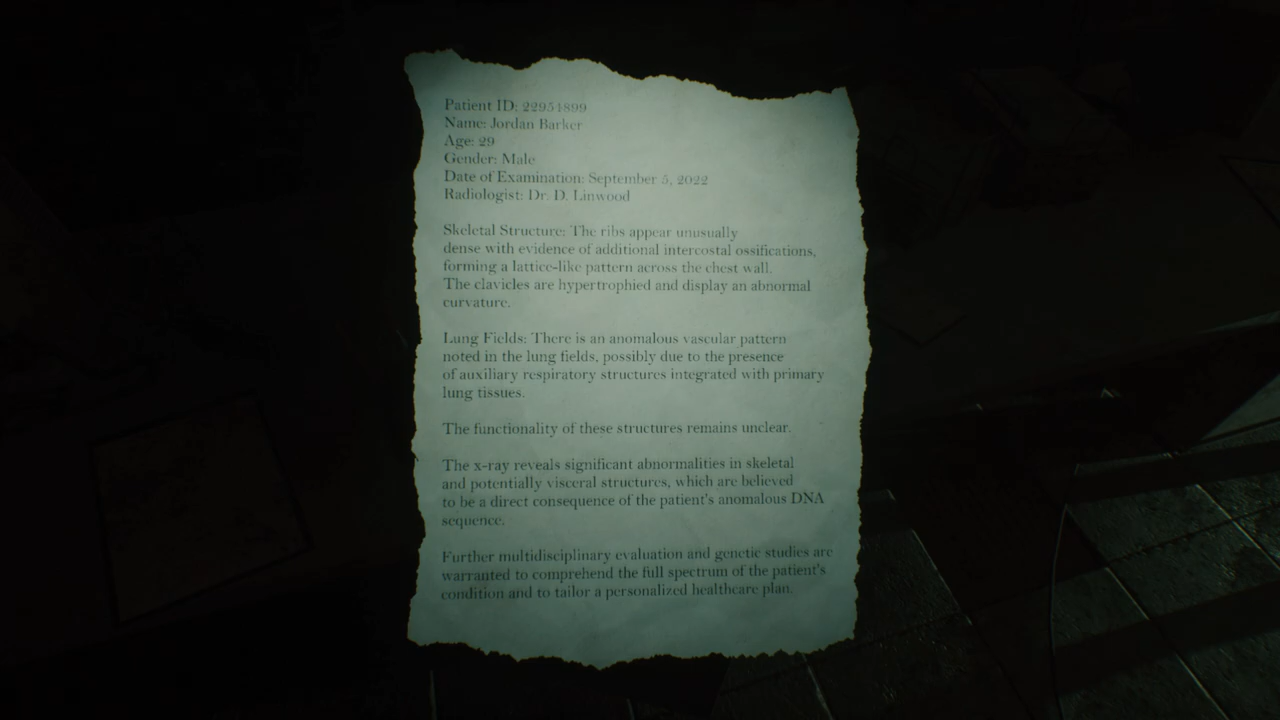 Patient ID: 22951899
Name: Jordan Barker
Age: 29
Gender: Male
Date of Examination: September 5, 2022
Radiologist: Dr. D. Linwood
Skeletal Structure: The ribs appear unusually
dense with evidence of additional intercostal ossifications,
forming a lattice-like pattern across the chest wall.
The clavicles are hypertrophied and display an abnormal
curvature.
Lung Fields: There is an anomalous vascular pattern
noted in the lung fields, possibly due to the presence
of auxiliary respiratory structures integrated with primary
lung tissues.
The functionality of these structures remains unclear.
The x-ray reveals significant abnormalities in skeletal
and potentially visceral structures, which are believed
to be a direct consequence of the patient's anomalous DNA
sequence.
Further multidisciplinary evaluation and genetic studies are
warranted to comprehend the full spectrum of the patient's
condition and to tailor a personalized healthcare plan.